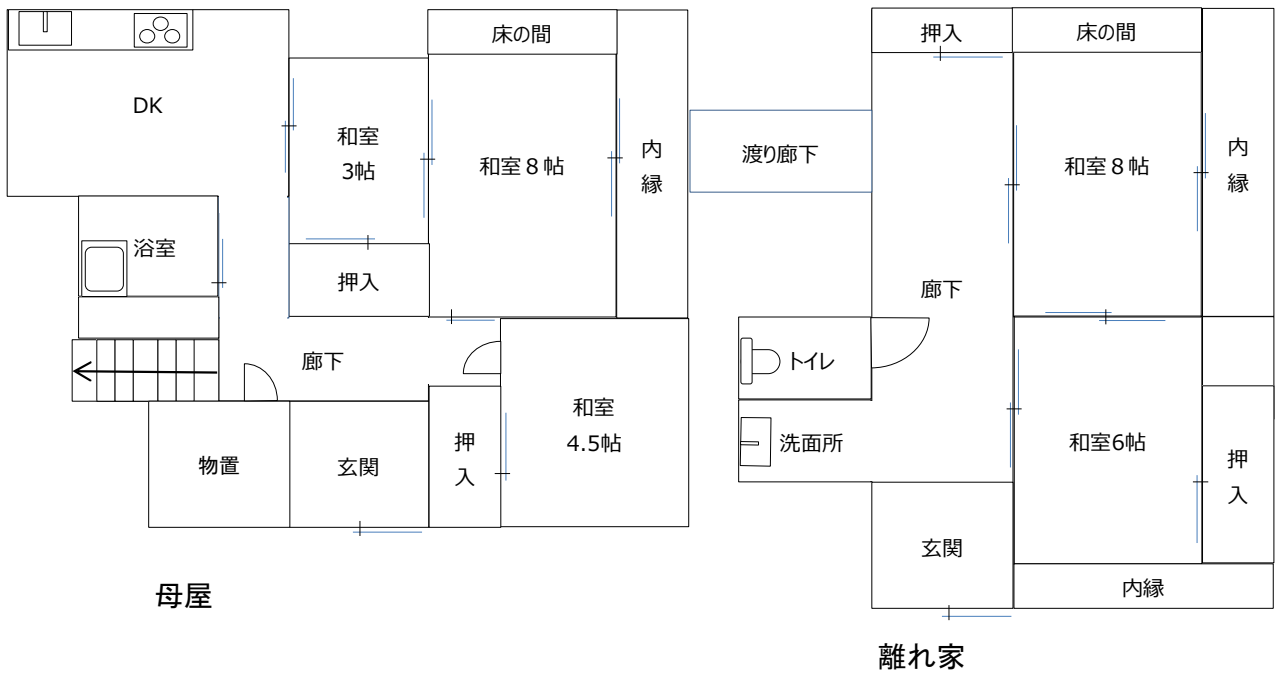 床の間
DK
和室
3帖
和室８帖
内
縁
浴室
押入
廊下
和室
4.5帖
押
入
物置
玄関
母屋
渡り廊下
押入
床の間
和室８帖
内
縁
廊下
トイレ
洗面所
和室6帖
押
入
玄関
内縁
離れ家